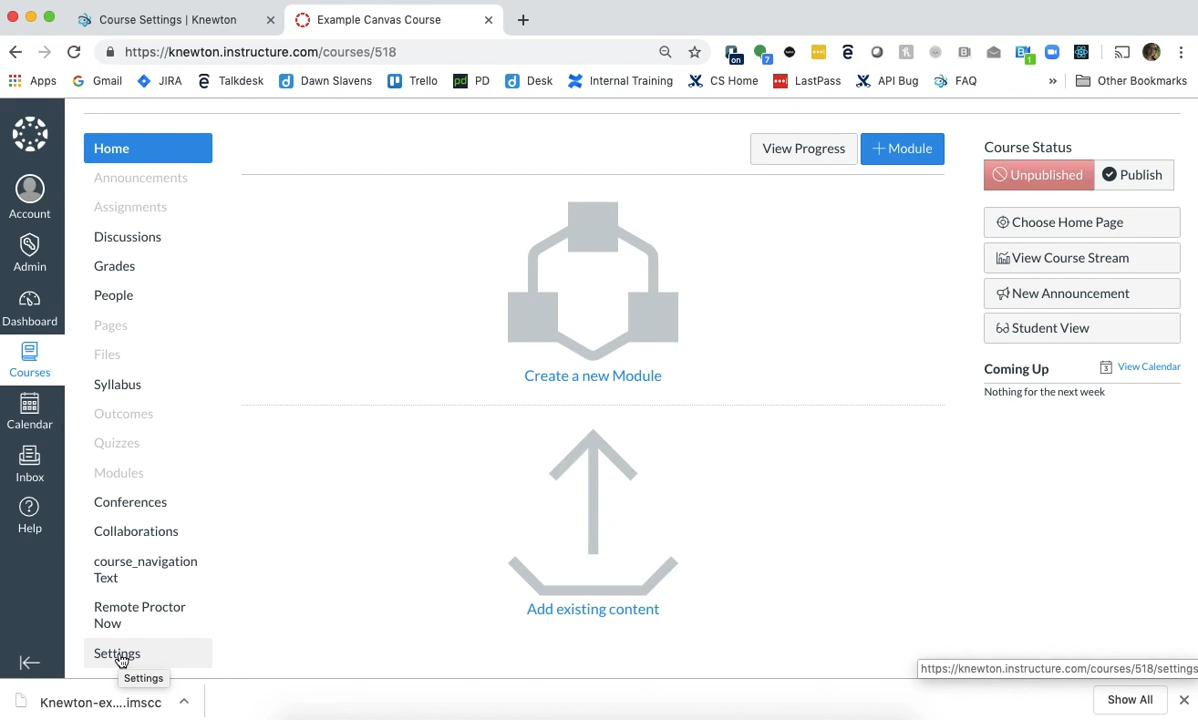 Course Settings | Knewton
Example Canvas Course
https://knewton.instructure.com/courses/518
on
7
1
Apps
Gmail
JIRA
Talkdesk
Dawn Slavens
Trello
pd PD
Desk
Internal Training
CS Home
LastPass
API Bug
FAQ
»
Other Bookmarks
Account
Admin
Dashboard
Courses
Calendar
Inbox
Help
Home
Announcements
Assignments
Discussions
Grades
People
Pages
Files
Syllabus
Outcomes
Quizzes
Modules
Conferences
Collaborations
course_navigation
Text
Remote Proctor
Now
Settings
Settings
View Progress
+ Module
Create a new Module
Add existing content
Course Status
Unpublished
Publish
Choose Home Page
View Course Stream
New Announcement
Student View
Coming Up
View Calendar
Nothing for the next week
https://knewton.instructure.com/courses/518/settings
Knewton-ex....imscc
Show All